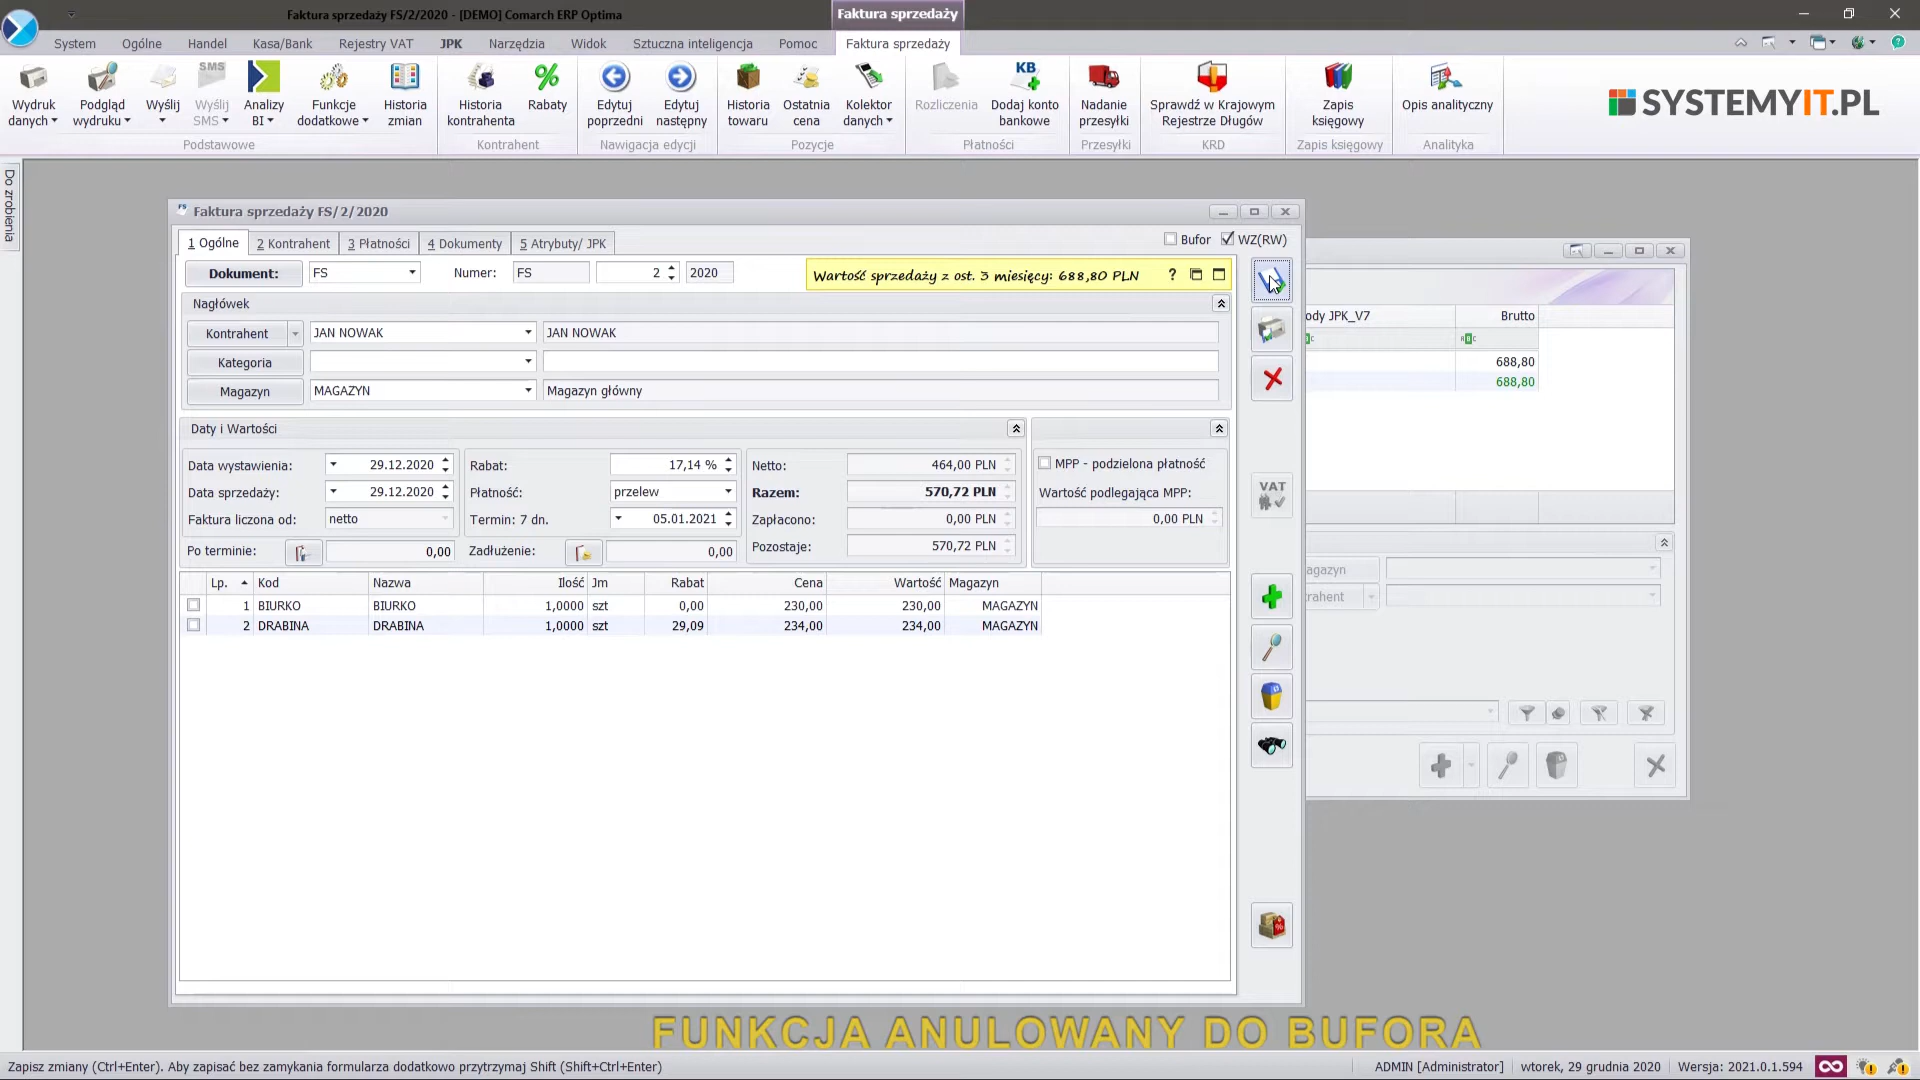 Faktura sprzedaży FS/2/2020 - [DEMO] Comarch ERP Optima
Faktura sprzedaży
System Ogólne Handel Kasa/Bank Rejestry VAT JPK Narzędzia Widok Sztuczna inteligencja Pomoc Faktura sprzedaży
Wydruk danych Podgląd wydruku Wyślij Wyślij SMS Analizy BI Funkcje dodatkowe Historia zmian Historia kontrahenta Rabaty Edytuj poprzedni Edytuj następny Historia towaru Ostatnia cena Kolektor danych Rozliczenia Dodaj konto bankowe Nadanie przesyłki Sprawdź w Krajowym Rejestrze Długów Zapis księgowy Opis analityczny
SYSTEMYIT.PL
Podstawowe Kontrahent Nawigacja edycji Pozycje Płatności Przesyłki KRD Zapis księgowy Analityka
Do zrobienia
Faktura sprzedaży FS/2/2020
1 Ogólne 2 Kontrahent 3 Płatności 4 Dokumenty 5 Atrybuty/ JPK Bufor WZ(RW)
Dokument: FS Numer: FS 2 2020 Wartość sprzedaży z ost. 3 miesięcy: 688,80 PLN ?
Nagłówek
Kontrahent JAN NOWAK JAN NOWAK
Kategoria
Magazyn MAGAZYN Magazyn główny
Daty i Wartości
Data wystawienia: 29.12.2020 Rabat: 17,14 % Netto: 464,00 PLN MPP - podzielona płatność
Data sprzedaży: 29.12.2020 Płatność: przelew Razem: 570,72 PLN Wartość podlegająca MPP:
Faktura liczona od: netto Termin: 7 dn. 05.01.2021 Zapłacono: 0,00 PLN 0,00 PLN
Po terminie: 0,00 Zadłużenie: 0,00 Pozostaje: 570,72 PLN
Lp. Kod Nazwa Ilość Jm Rabat Cena Wartość Magazyn
1 BIURKO BIURKO 1,0000 szt 0,00 230,00 230,00 MAGAZYN
2 DRABINA DRABINA 1,0000 szt 29,09 234,00 234,00 MAGAZYN
VAT
ody JPK_V7 Brutto
688,80
688,80
agazyn
rahent
FUNKCJA ANULOWANY DO BUFORA
Zapisz zmiany (Ctrl+Enter). Aby zapisać bez zamykania formularza dodatkowo przytrzymaj Shift (Shift+Ctrl+Enter) ADMIN [Administrator] wtorek, 29 grudnia 2020 Wersja: 2021.0.1.594